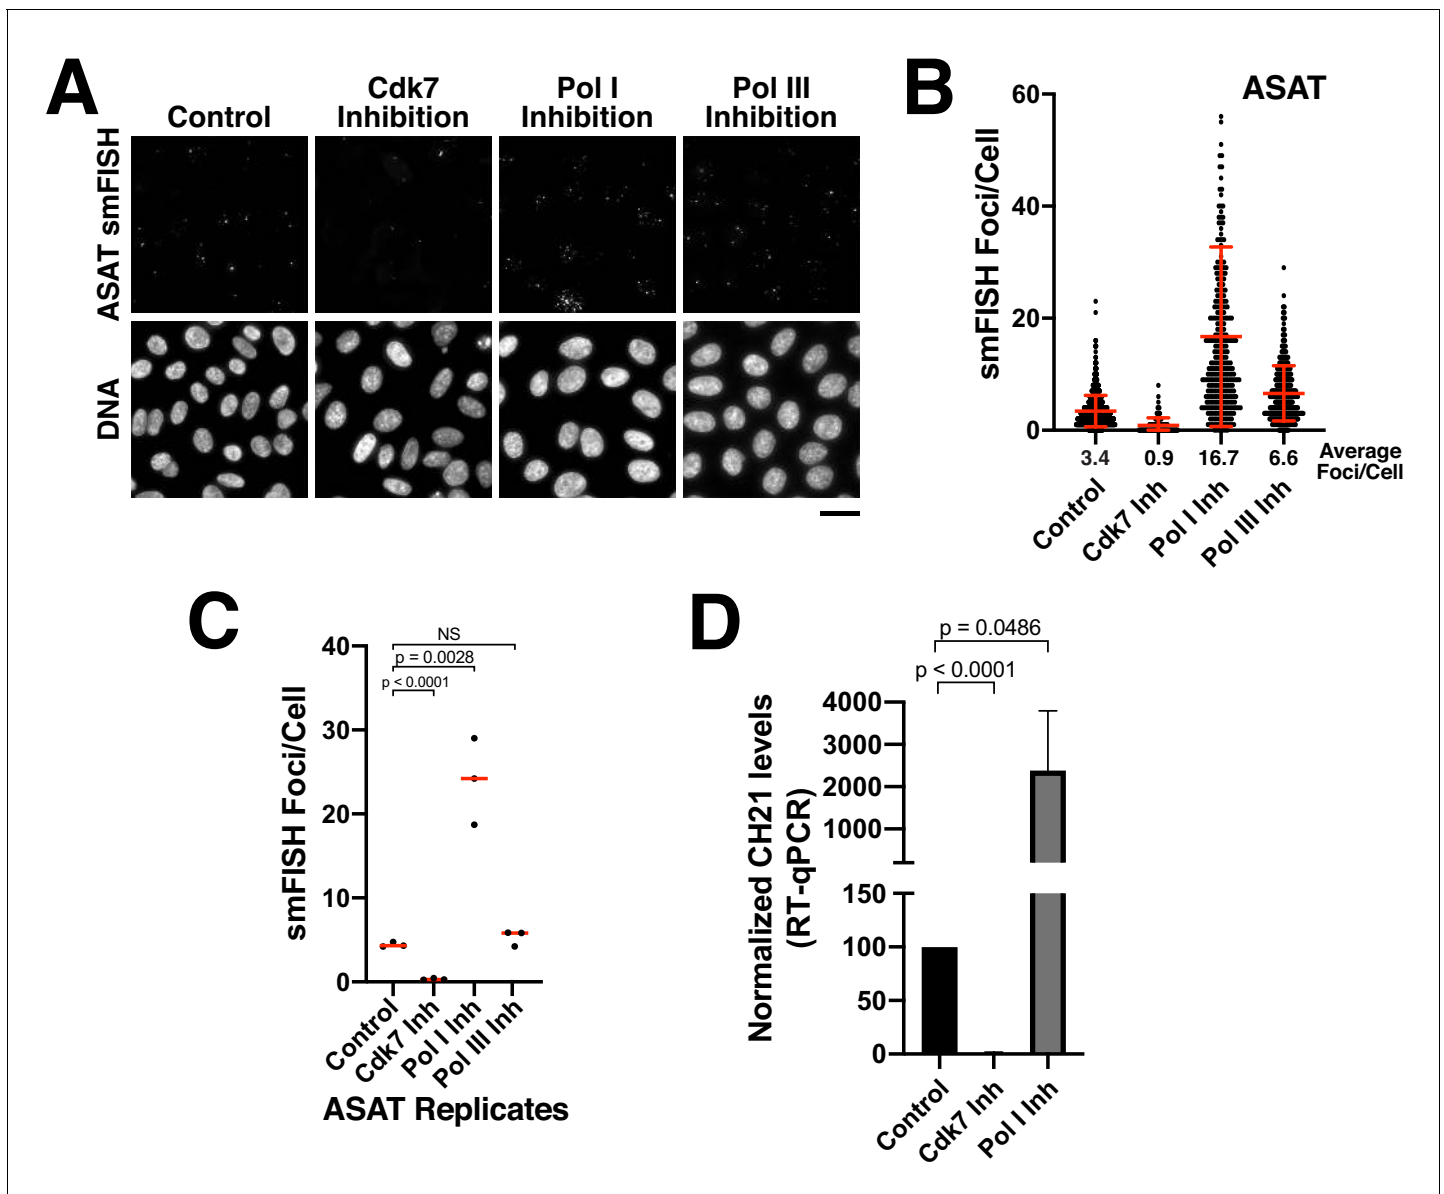 A
Control
Cdk7
Inhibition
Pol I
Inhibition
Pol III
Inhibition
ASAT smFISH
DNA
B
ASAT
smFISH Foci/Cell
60
40
20
0
3.4
0.9
16.7
6.6
Average
Foci/Cell
Control
Cdk7 Inh
Pol I Inh
Pol III Inh
C
smFISH Foci/Cell
40
30
20
10
0
NS
p = 0.0028
p < 0.0001
Control
Cdk7 Inh
Pol I Inh
Pol III Inh
ASAT Replicates
D
p = 0.0486
p < 0.0001
Normalized CH21 levels
(RT-qPCR)
4000
3000
2000
1000
150
100
50
0
Control
Cdk7 Inh
Pol I Inh